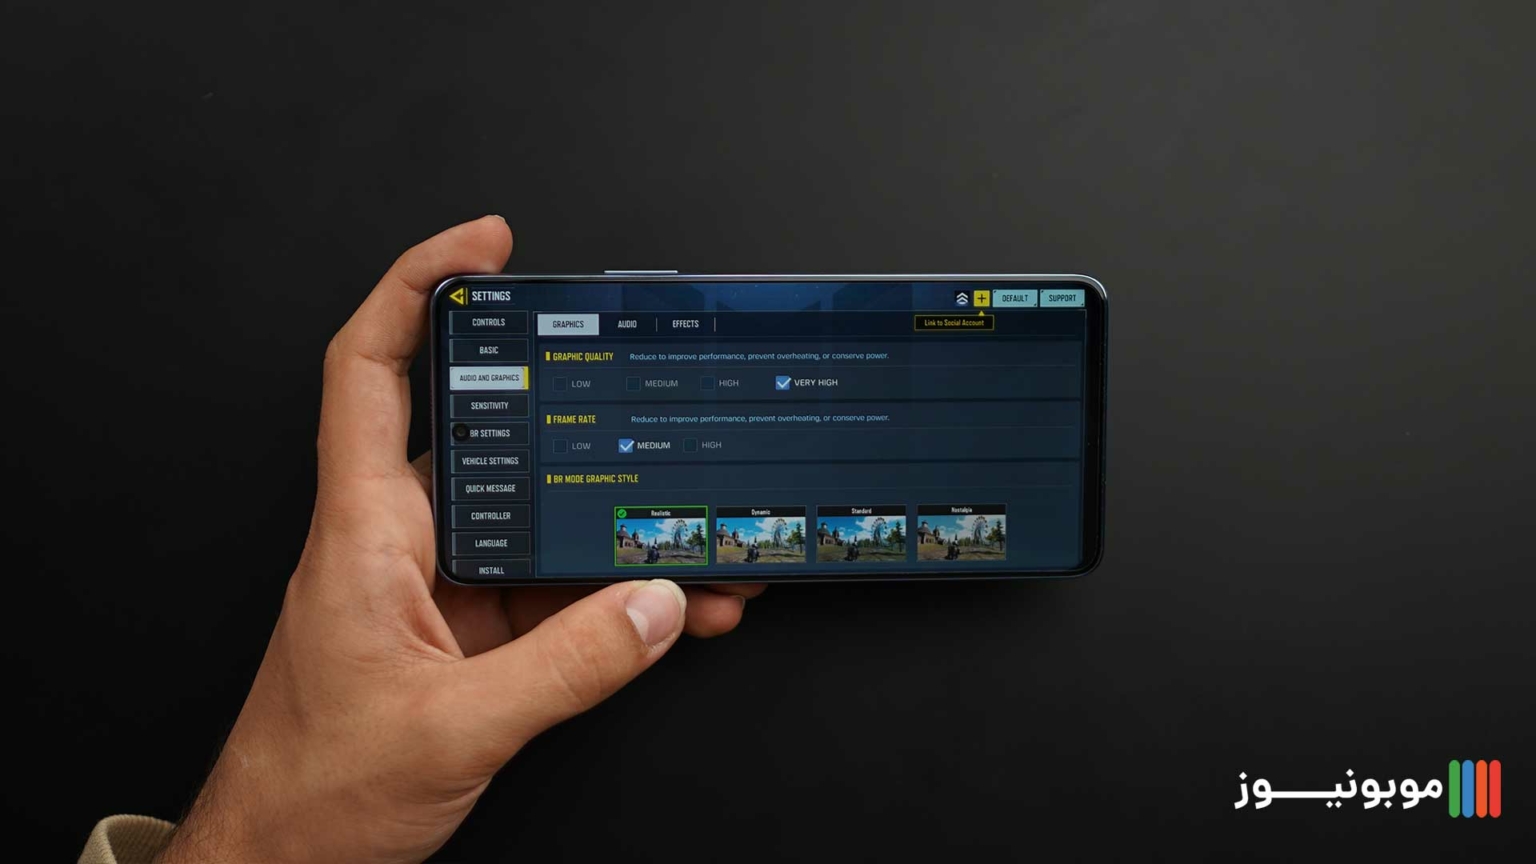 SETTINGS
DEFAULT
SUPPORT
Link to Social Account
CONTROLS
BASIC
AUDIO AND GRAPHICS
SENSITIVITY
BR SETTINGS
VEHICLE SETTINGS
QUICK MESSAGE
CONTROLLER
LANGUAGE
INSTALL
GRAPHICS
AUDIO
EFFECTS
GRAPHIC QUALITY Reduce to improve performance, prevent overheating, or conserve power.
LOW MEDIUM HIGH VERY HIGH
FRAME RATE Reduce to improve performance, prevent overheating, or conserve power.
LOW MEDIUM HIGH
BR MODE GRAPHIC STYLE
Realistic Dynamic Standard Nostalgia
موبونیـــوز